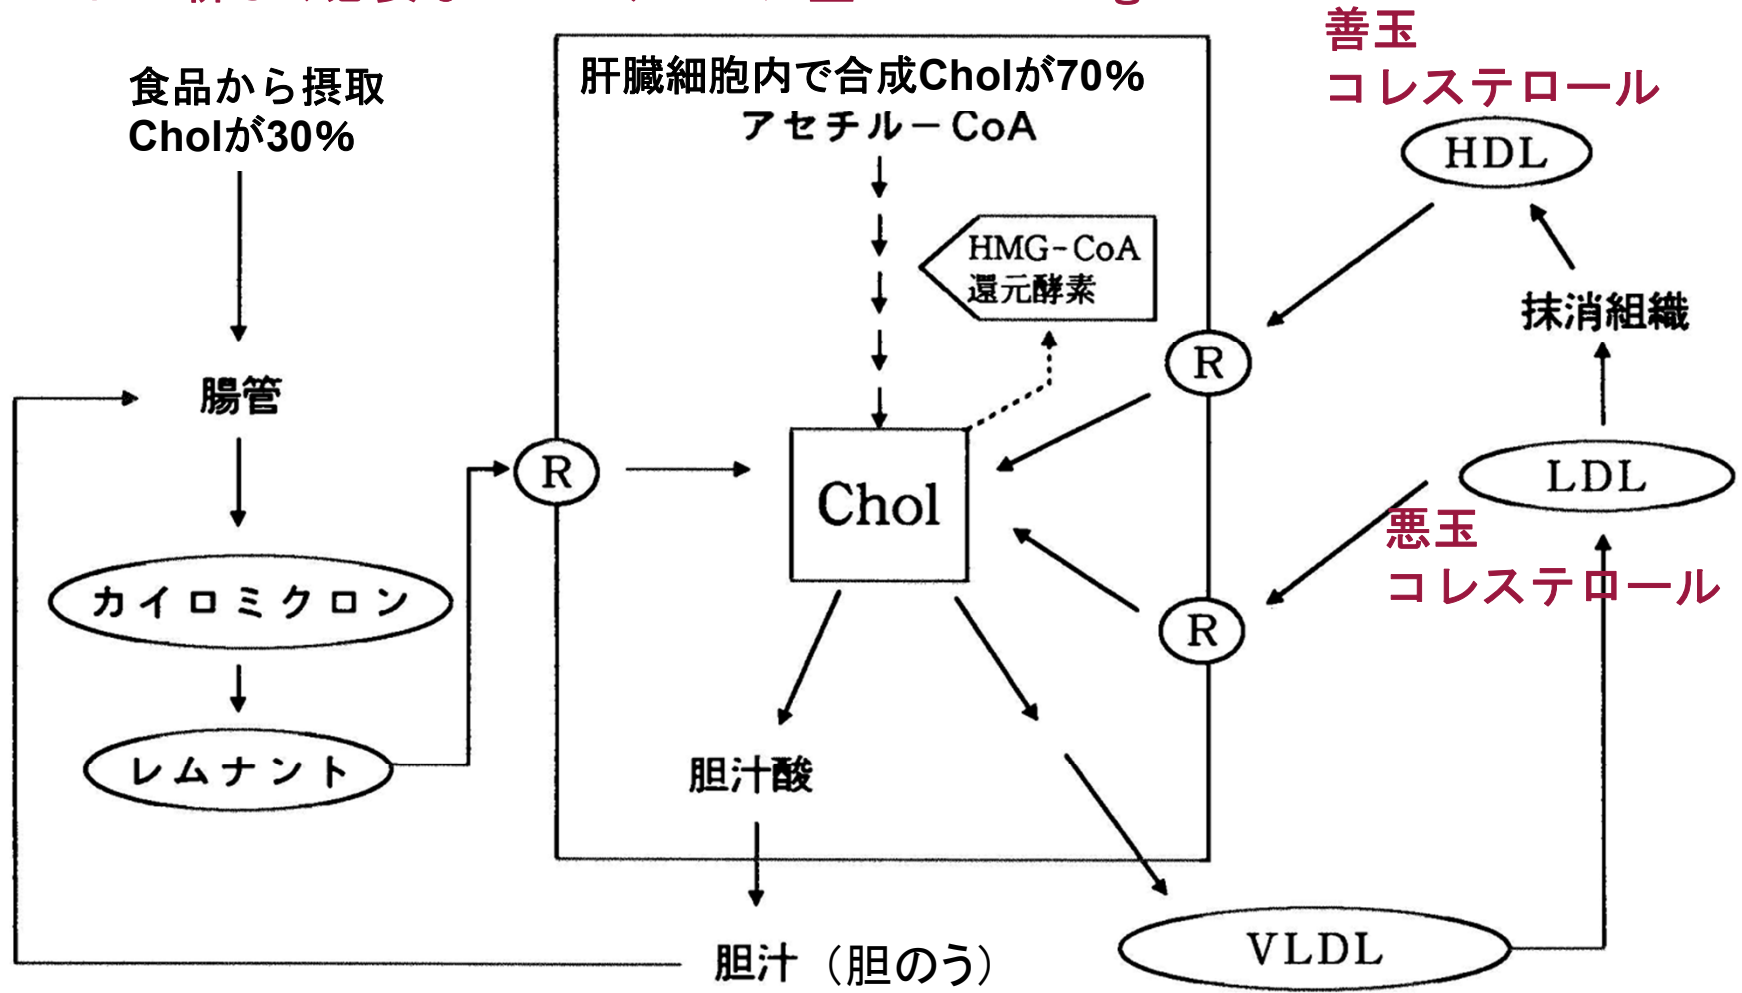 食品から摂取
Cholが30%
肝臓細胞内で合成Cholが70%
アセチル－CoA
HMG-CoA
還元酵素
善玉
コレステロール
HDL
抹消組織
R
腸管
R
Chol
LDL
悪玉
コレステロール
R
カイロミクロン
レムナント
胆汁酸
胆汁（胆のう）
VLDL